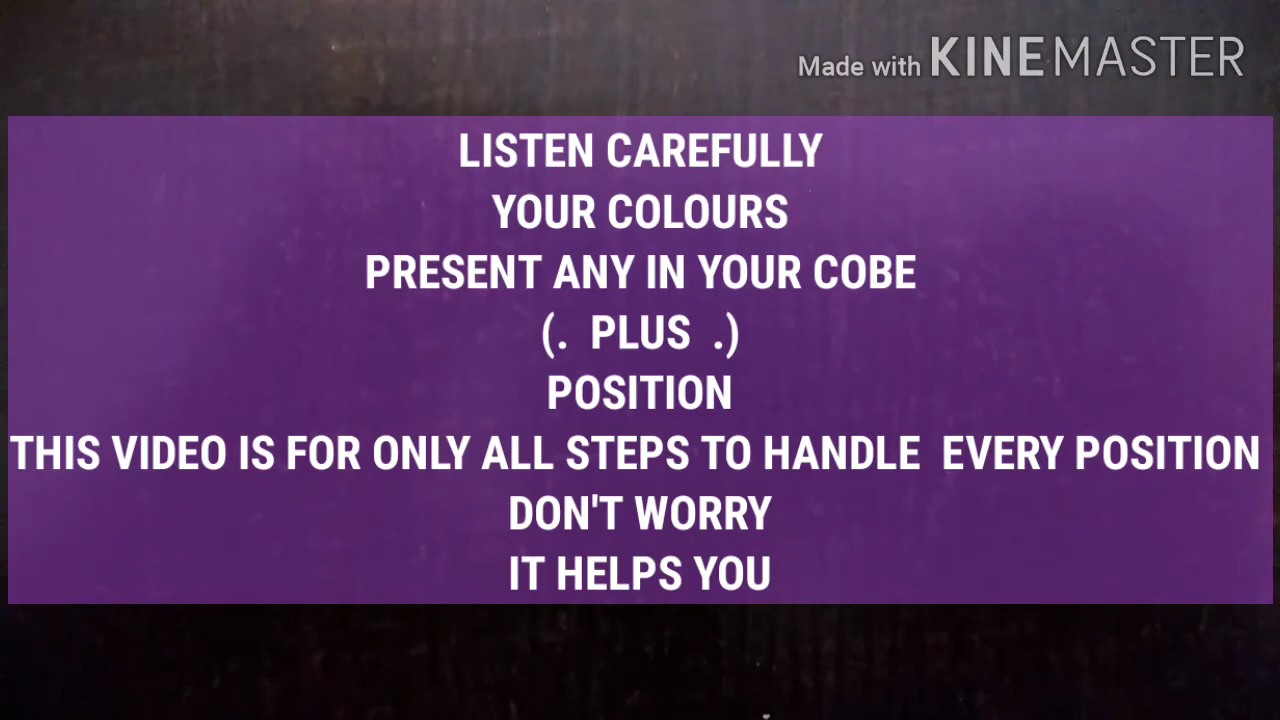 Made with KINEMASTER
LISTEN CAREFULLY
YOUR COLOURS
PRESENT ANY IN YOUR COBE
(. PLUS .)
POSITION
THIS VIDEO IS FOR ONLY ALL STEPS TO HANDLE EVERY POSITION
DON'T WORRY
IT HELPS YOU